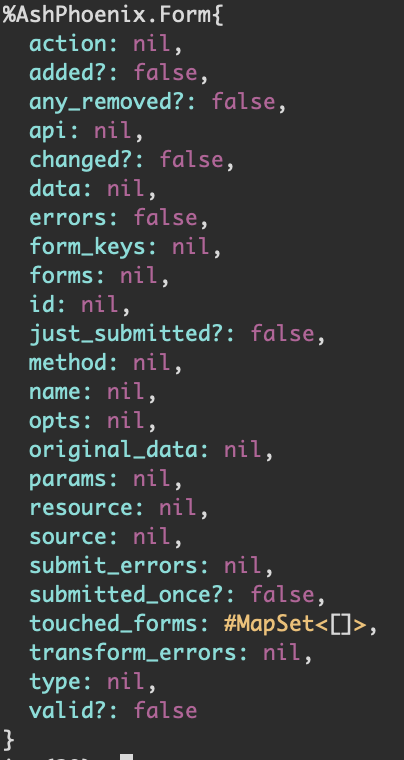 %AshPhoenix.Form{
  action: nil,
  added?: false,
  any_removed?: false,
  api: nil,
  changed?: false,
  data: nil,
  errors: false,
  form_keys: nil,
  forms: nil,
  id: nil,
  just_submitted?: false,
  method: nil,
  name: nil,
  opts: nil,
  original_data: nil,
  params: nil,
  resource: nil,
  source: nil,
  submit_errors: nil,
  submitted_once?: false,
  touched_forms: #MapSet<[]>,
  transform_errors: nil,
  type: nil,
  valid?: false
}